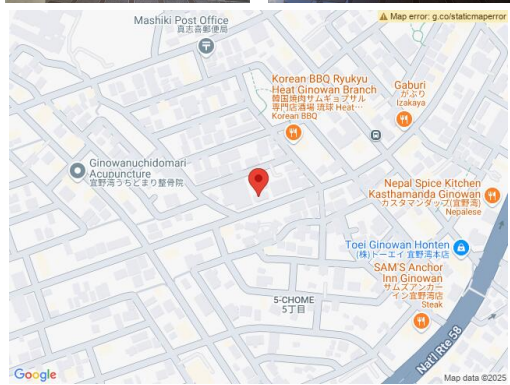 Map error: g.co/staticmaperror
Mashiki Post Office
真志喜郵便局
Korean BBQ Ryukyu
Heat Ginowan Branch
韓国焼肉サムギョプサル
専門店酒場 琉球 Heat…
Korean BBQ
Gaburi
がぶり
Izakaya
Ginowanuchidomari
Acupuncture
宜野湾うちどまり整骨院
Nepal Spice Kitchen
Kasthamanda Ginowan
カスタマンダップ(宜野湾)
Nepalese
Toei Ginowan Honten
(株)トーエイ 宜野湾本店
SAM'S Anchor
Inn Ginowan
サムズアンカー
イン宜野湾店
Steak
5-CHOME
5丁目
Nat'l Rte 58
Google
Map data ©2025